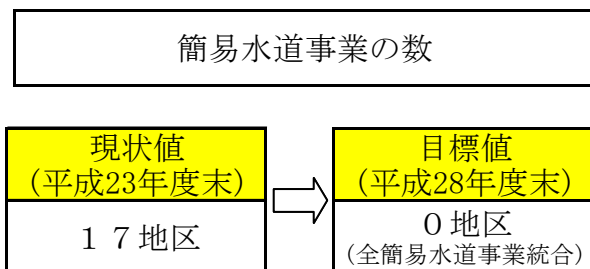 簡易水道事業の数
現状値
(平成23年度末)
１７地区
目標値
(平成28年度末)
０地区
(全簡易水道事業統合)